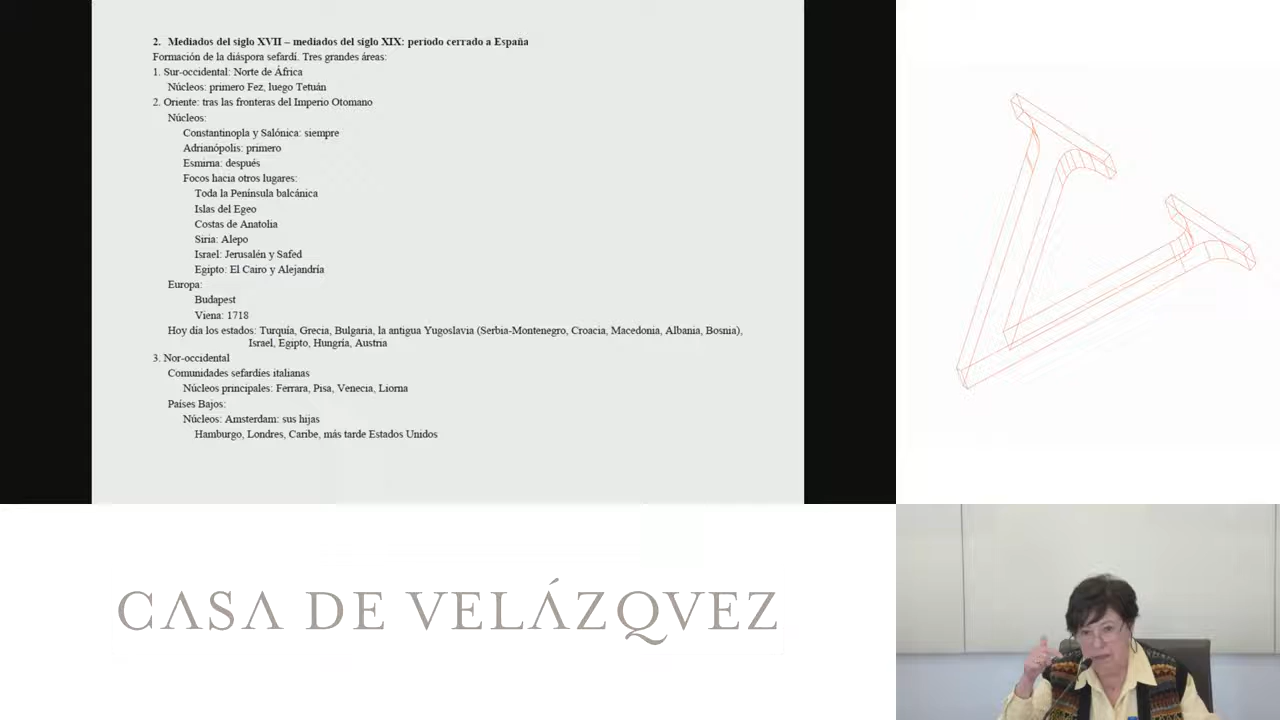 2. Mediados del siglo XVII – mediados del siglo XIX: período cerrado a España
Formación de la diáspora sefardí. Tres grandes áreas:
1. Sur-occidental: Norte de África
Núcleos: primero Fez, luego Tetuán
2. Oriente: tras las fronteras del Imperio Otomano
Núcleos:
Constantinopla y Salónica: siempre
Adrianópolis: primero
Esmirna: después
Focos hacia otros lugares:
Toda la Península balcánica
Islas del Egeo
Costas de Anatolia
Siria: Alepo
Israel: Jerusalén y Safed
Egipto: El Cairo y Alejandría
Europa:
Budapest
Viena: 1718
Hoy día los estados: Turquía, Grecia, Bulgaria, la antigua Yugoslavia (Serbia-Montenegro, Croacia, Macedonia, Albania, Bosnia),
Israel, Egipto, Hungría, Austria
3. Nor-occidental
Comunidades sefardíes italianas
Núcleos principales: Ferrara, Pisa, Venecia, Liorna
Países Bajos:
Núcleos: Amsterdam: sus hijas
Hamburgo, Londres, Caribe, más tarde Estados Unidos
CASA DE VELÁZQVEZ